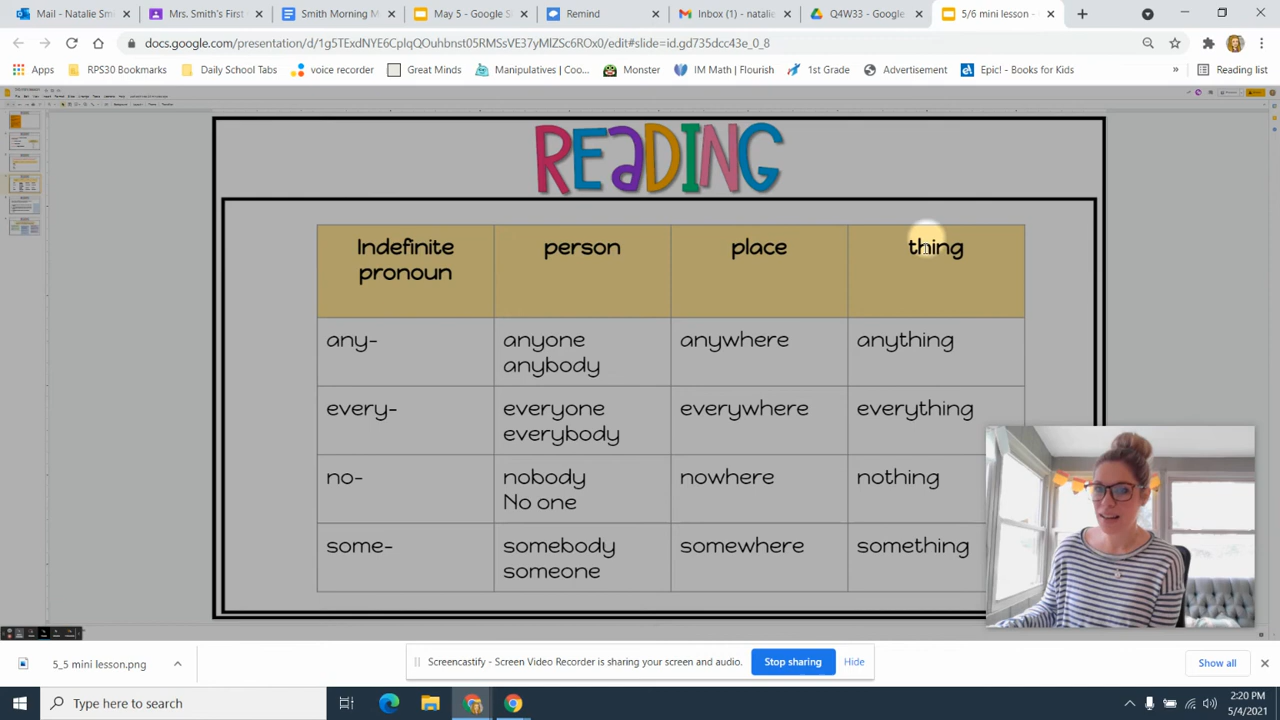 Mail - Natalie Smi
Mrs. Smith's First
Smith Morning M
May 5 - Google S
Remind
Inbox (1) - natalie
Q4W33 - Google
5/6 mini lesson -
docs.google.com/presentation/d/1g5TExdNYE6CplqQOuhbnst05RMSsVE37yMlZSc6ROx0/edit#slide=id.gd735dcc43e_0_8
Apps
RPS30 Bookmarks
Daily School Tabs
voice recorder
Great Minds
Manipulatives | Coo...
Monster
IM Math | Flourish
1st Grade
Advertisement
Epic! - Books for Kids
»
Reading list
READING
Indefinite
pronoun
person
place
thing
any-
anyone
anybody
anywhere
anything
every-
everyone
everybody
everywhere
everything
no-
nobody
No one
nowhere
nothing
some-
somebody
someone
somewhere
something
5_5 mini lesson.png
Screencastify - Screen Video Recorder is sharing your screen and audio.
Stop sharing
Hide
Show all
Type here to search
2:20 PM
5/4/2021